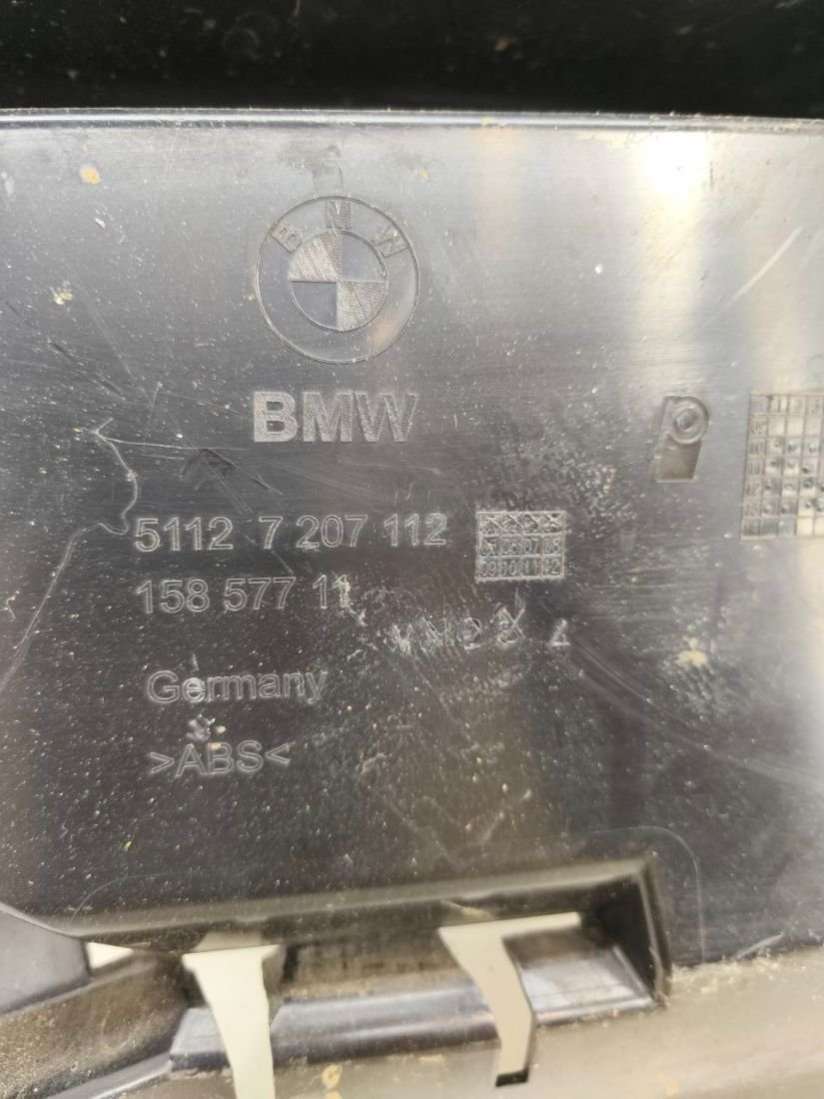 BMW
BMW
5112 7 207 112
158 577 11
Germany
>ABS<